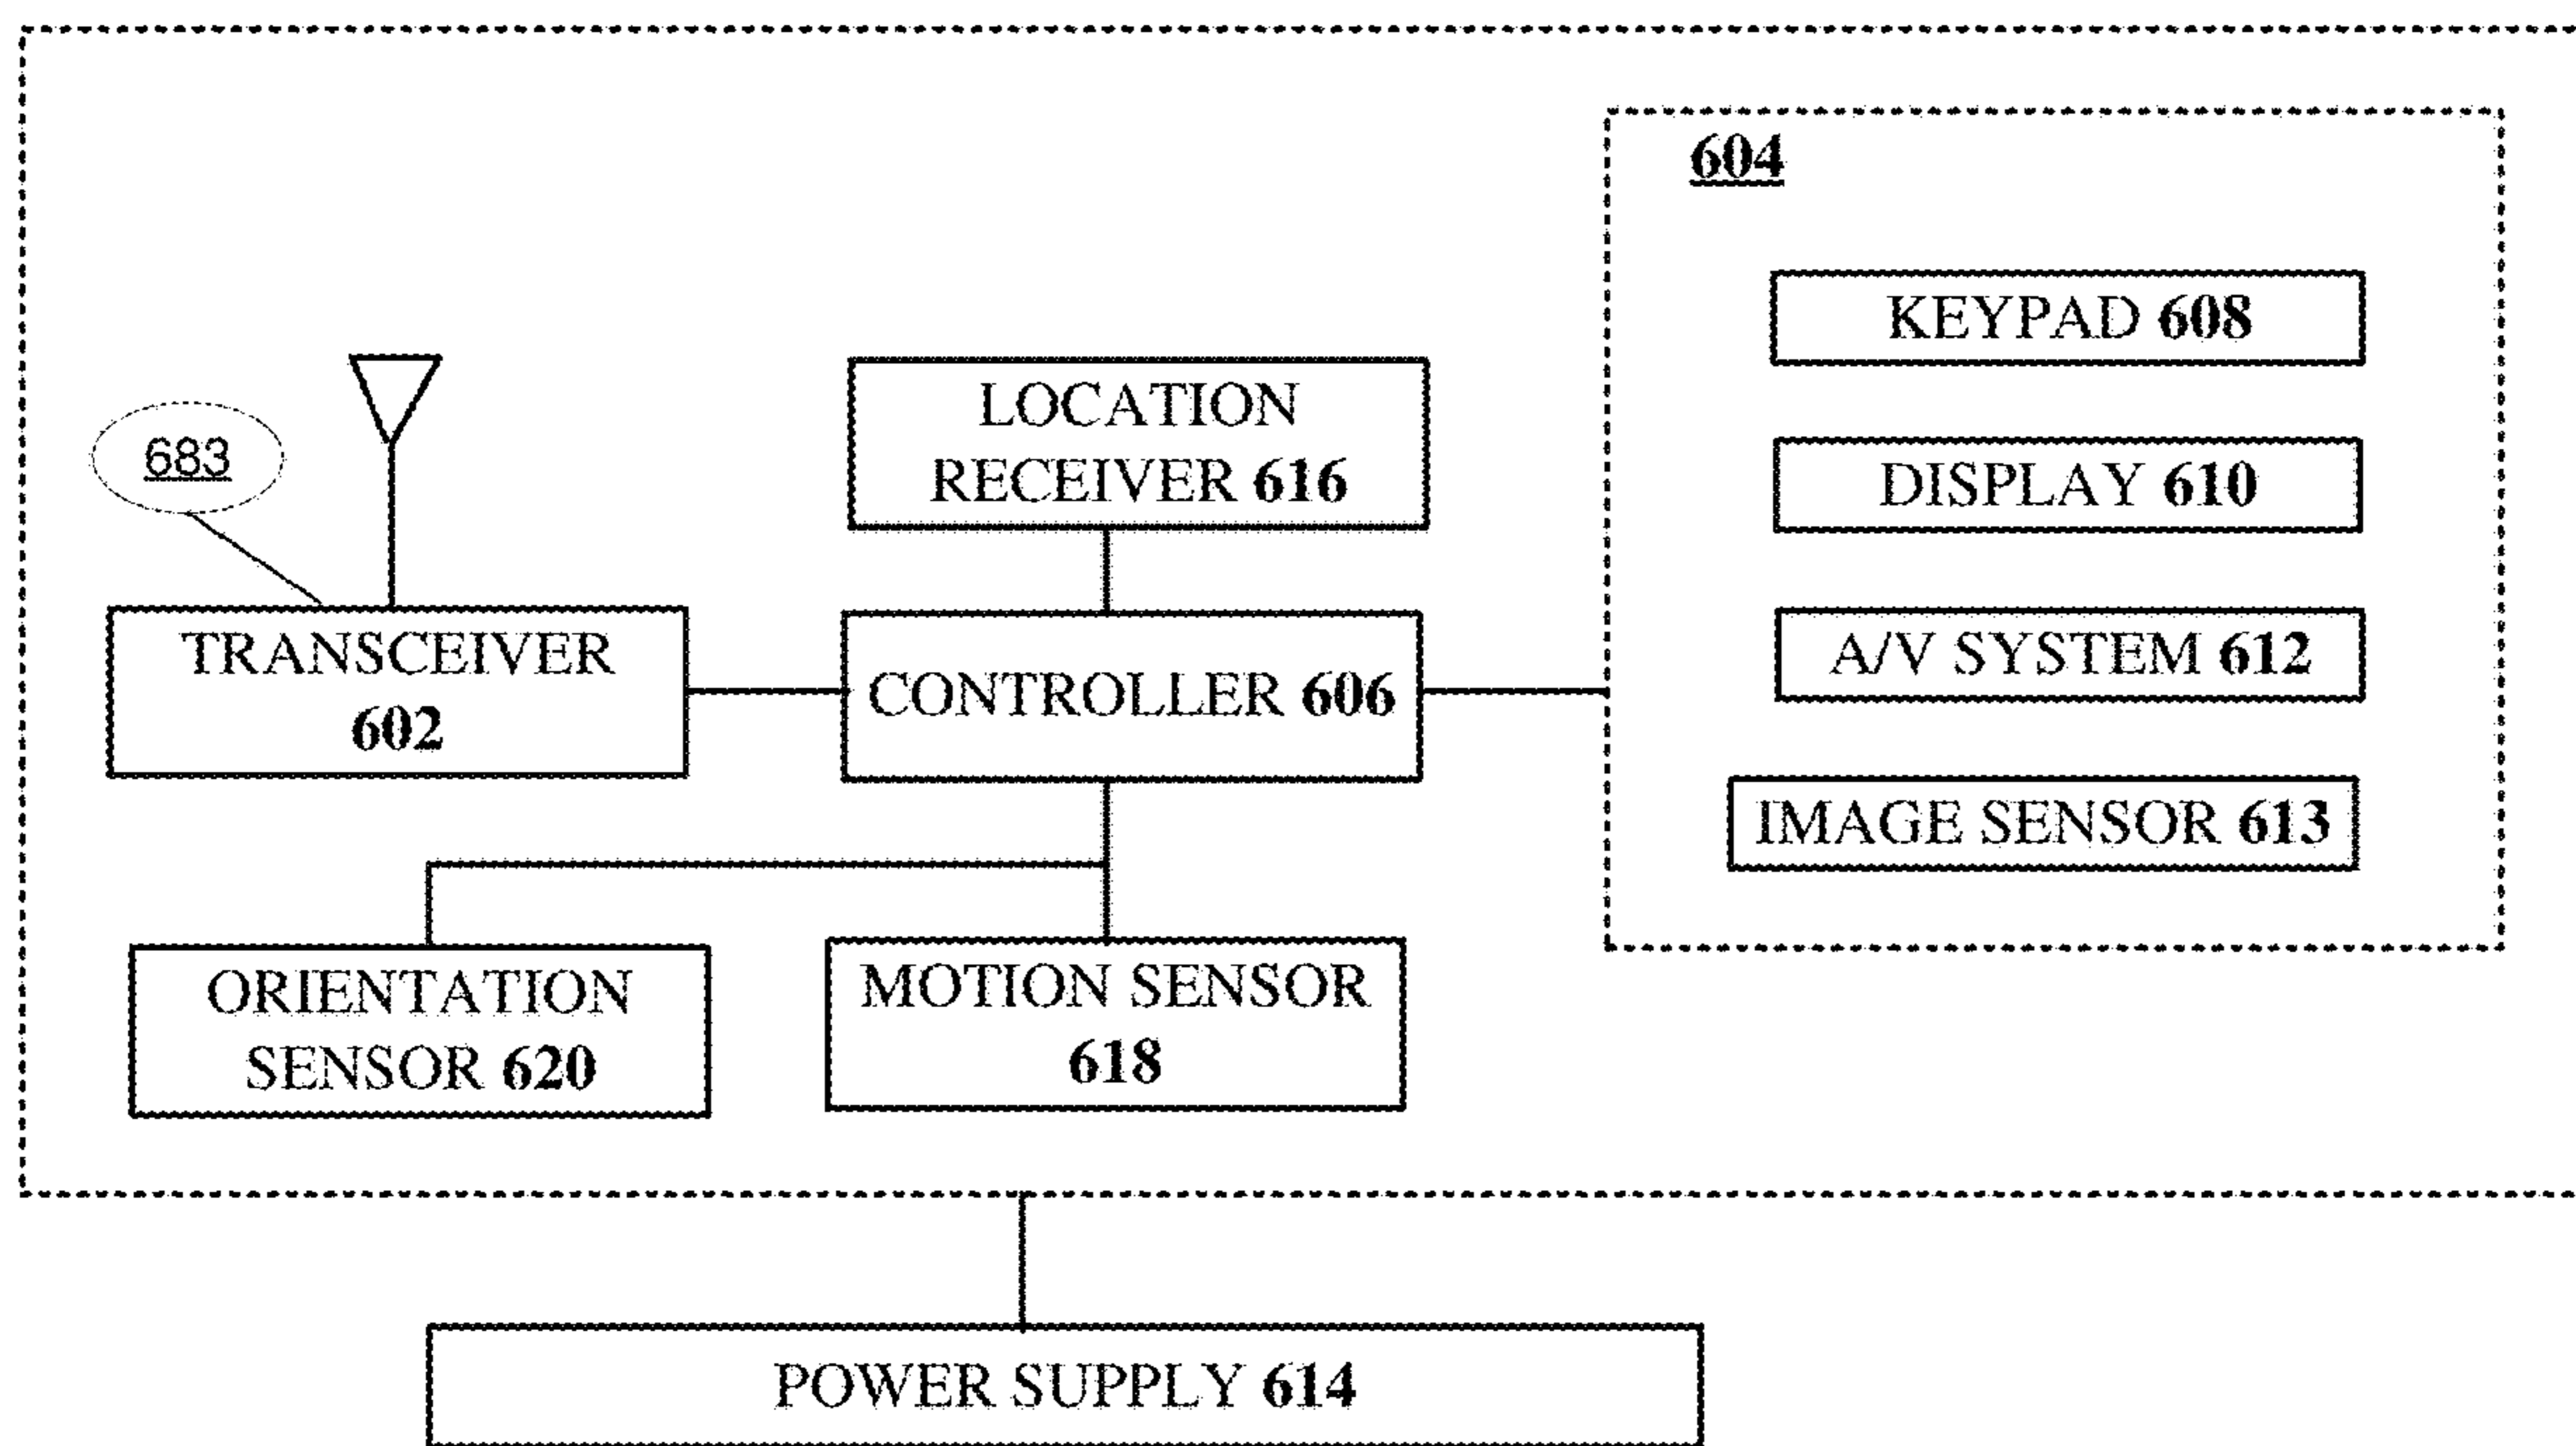 604
KEYPAD 608
DISPLAY 610
A/V SYSTEM 612
IMAGE SENSOR 613
LOCATION
RECEIVER 616
683
TRANSCEIVER
602
CONTROLLER 606
ORIENTATION
SENSOR 620
MOTION SENSOR
618
POWER SUPPLY 614